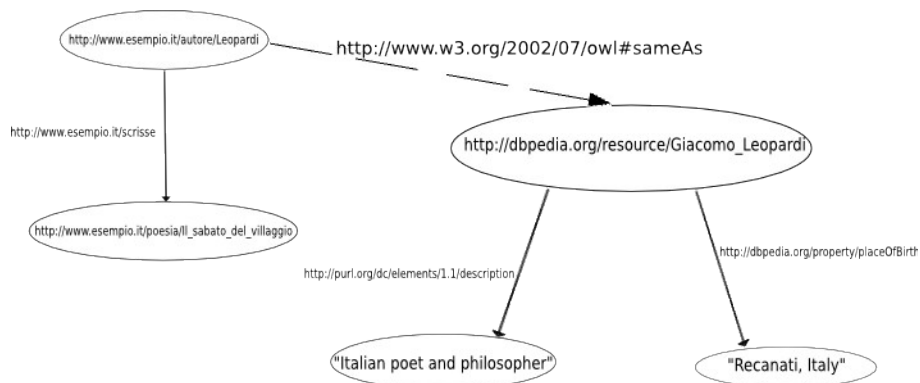 http://www.esempio.it/autore/Leopardi
http://www.w3.org/2002/07/owl#sameAs
http://www.esempio.it/scrisse
http://dbpedia.org/resource/Giacomo_Leopardi
http://www.esempio.it/poesia/Il_sabato_del_villaggio
http://dbpedia.org/property/placeOfBirth
http://purl.org/dc/elements/1.1/description
"Italian poet and philosopher"
"Recanati, Italy"